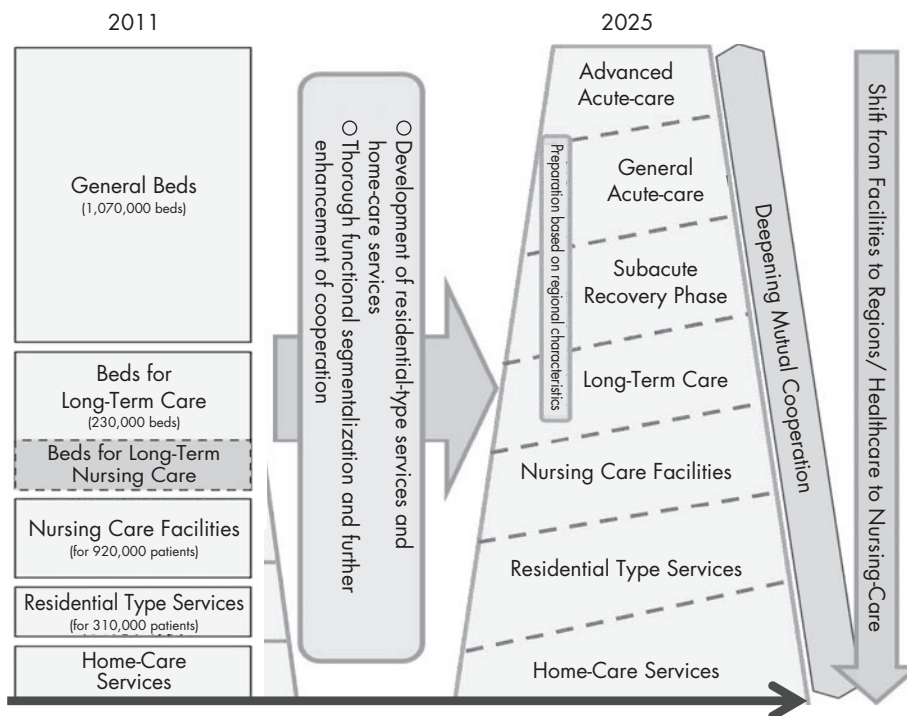 2011
General Beds
(1,070,000 beds)
Beds for
Long-Term Care
(230,000 beds)
Beds for Long-Term
Nursing Care
Nursing Care Facilities
(for 920,000 patients)
Residential Type Services
(for 310,000 patients)
Home-Care
Services
○ Development of residential-type services and
home-care services
○ Thorough functional segmentalization and further
enhancement of cooperation
2025
Advanced
Acute-care
General
Acute-care
Subacute
Recovery Phase
Long-Term Care
Nursing Care Facilities
Residential Type Services
Home-Care Services
Preparation based on regional characteristics
Deepening Mutual Cooperation
Shift from Facilities to Regions/ Healthcare to Nursing-Care